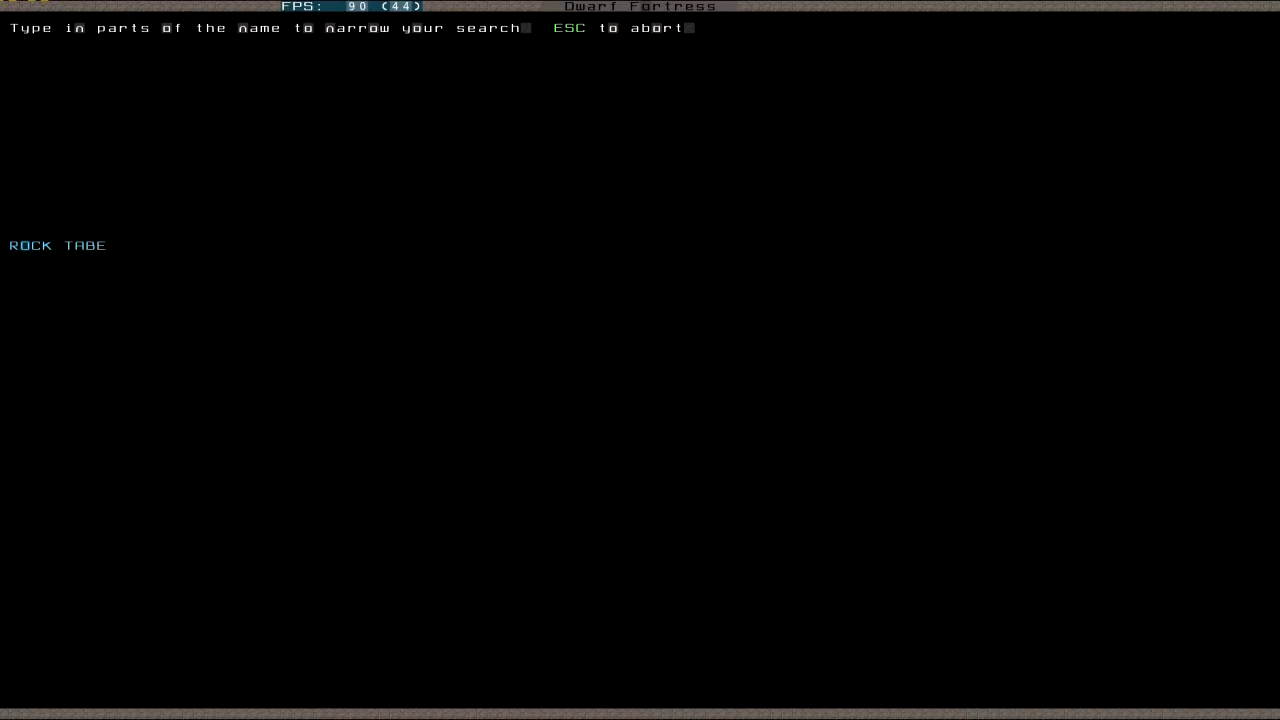 FPS: 90 (44) Dwarf Fortress
Type in parts of the name to narrow your search ESC to abort
ROCK TABE